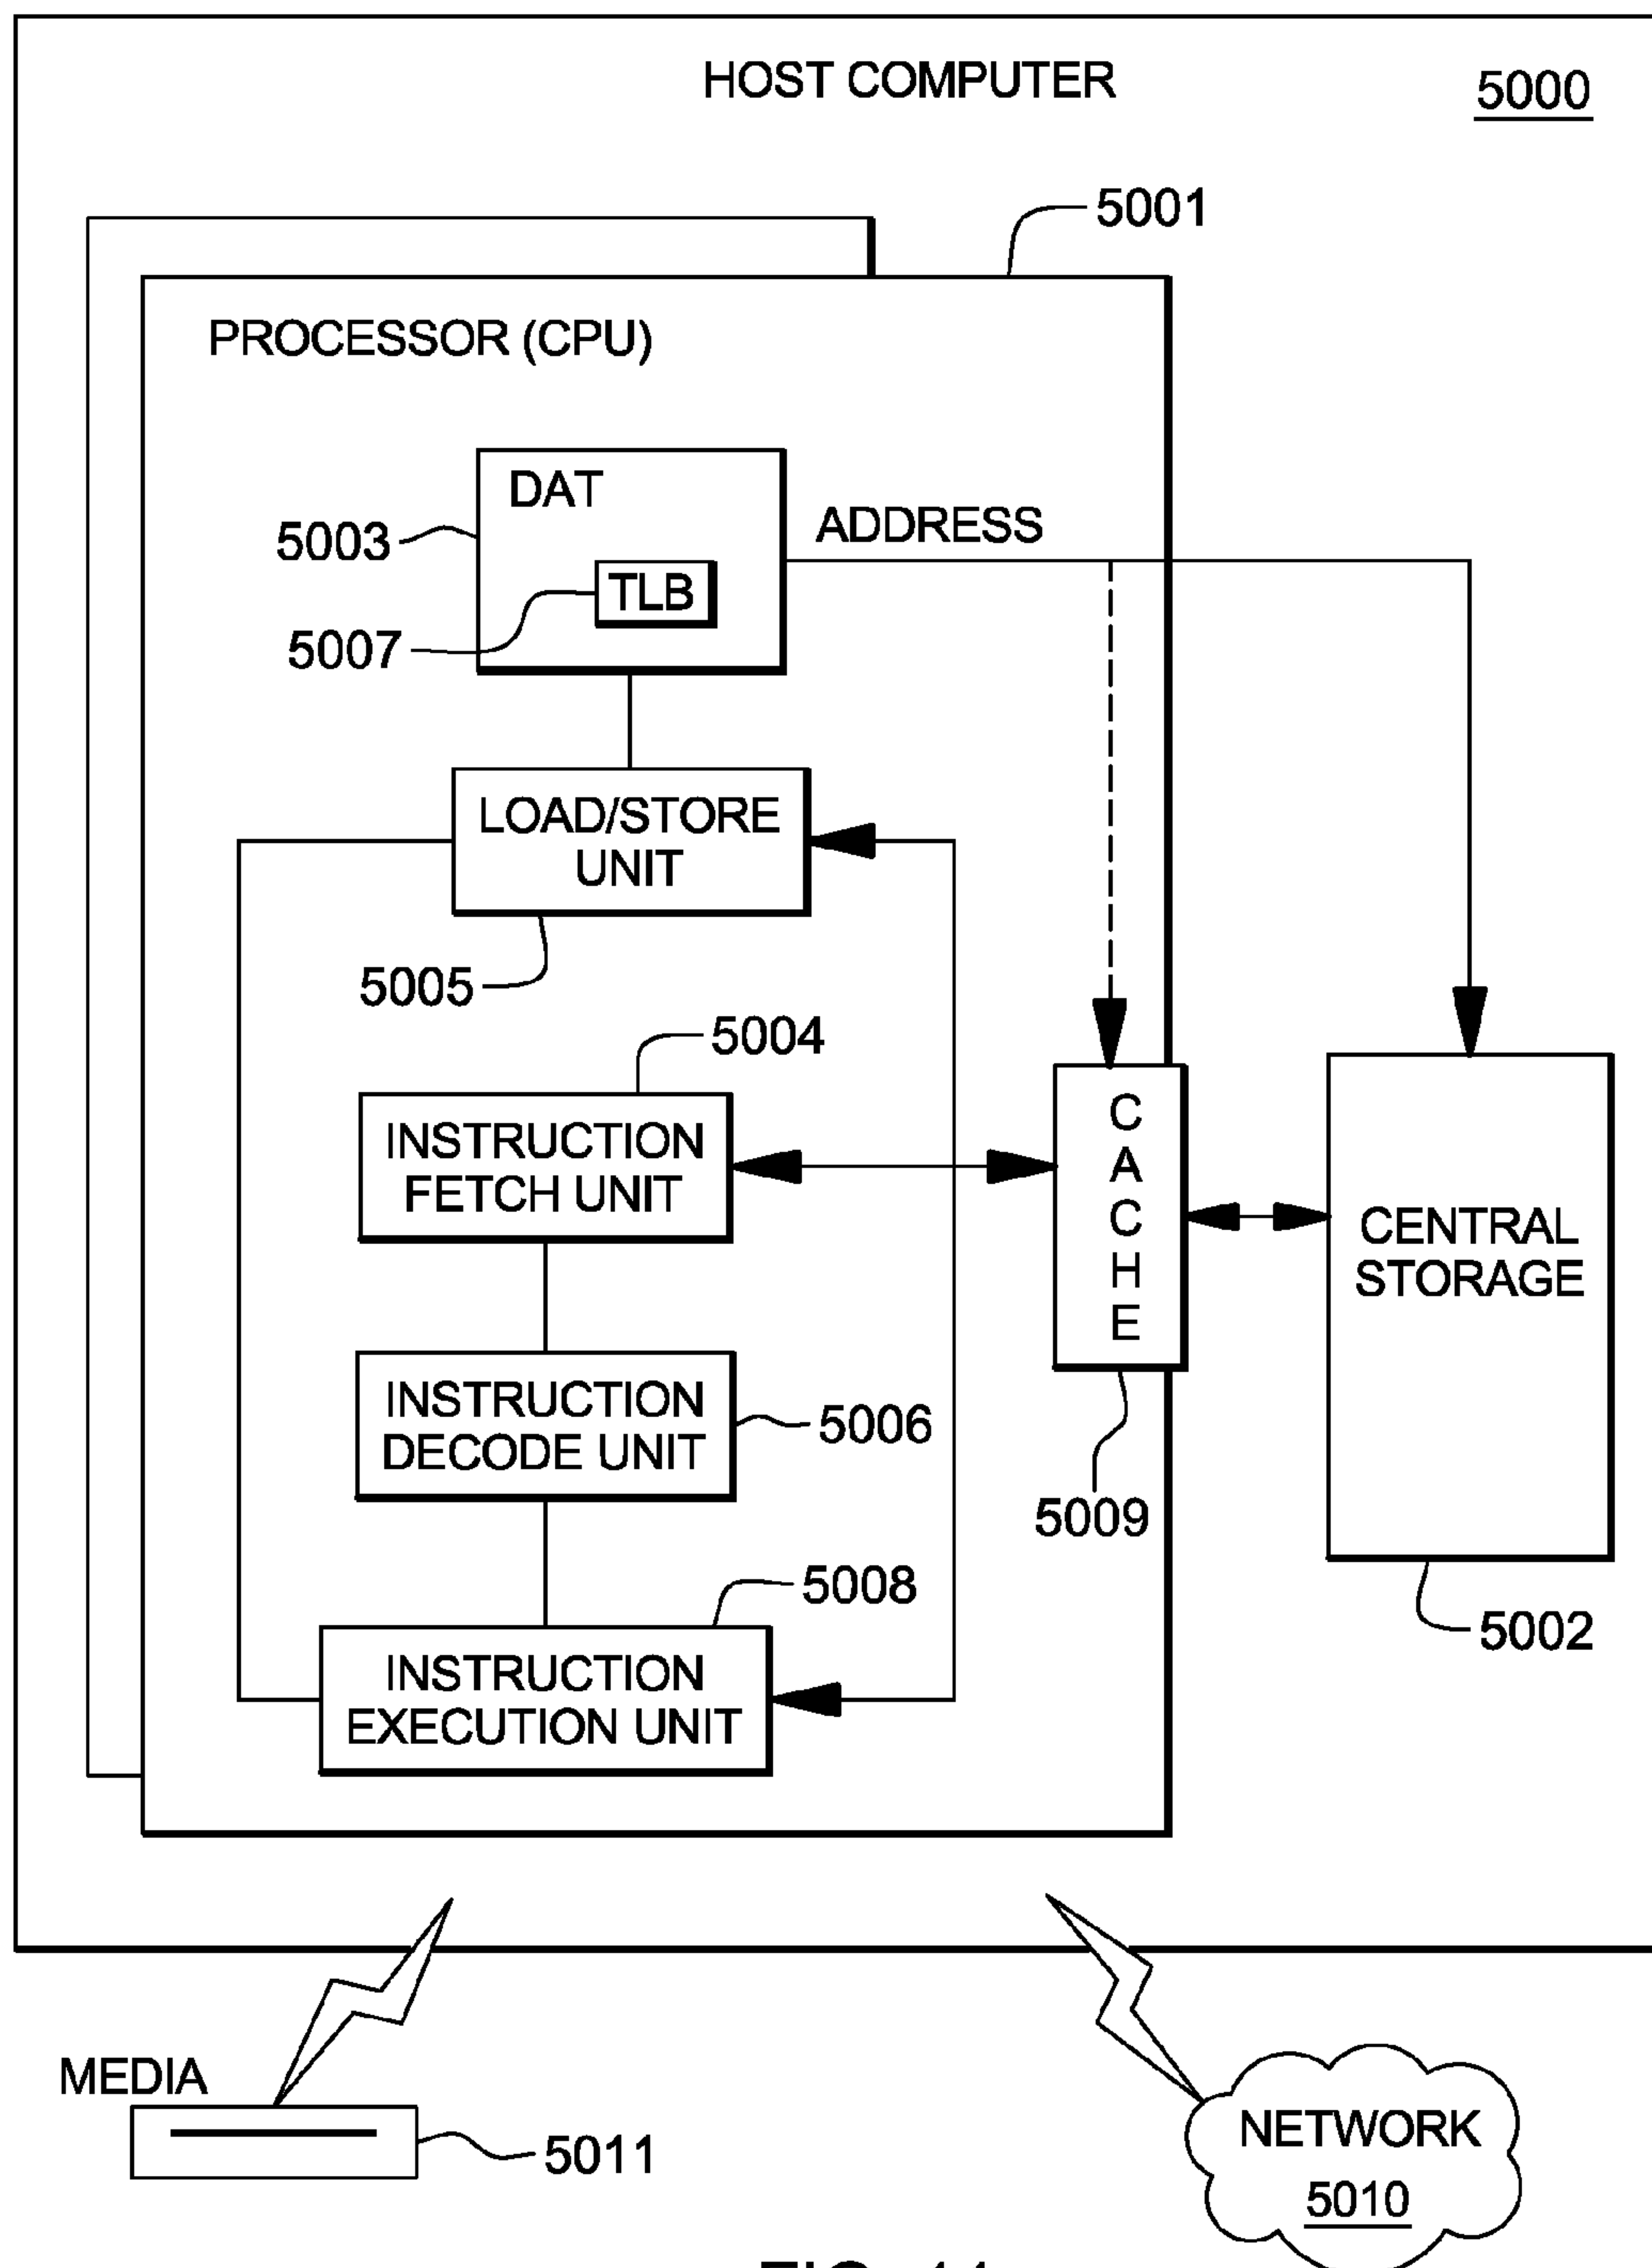 HOST COMPUTER
5000
5001
PROCESSOR (CPU)
DAT
5003
ADDRESS
TLB
5007
LOAD/STORE
UNIT
5005
5004
INSTRUCTION
FETCH UNIT
C
A
C
H
E
CENTRAL
STORAGE
INSTRUCTION
DECODE UNIT
5006
5009
5008
5002
INSTRUCTION
EXECUTION UNIT
MEDIA
5011
NETWORK
5010